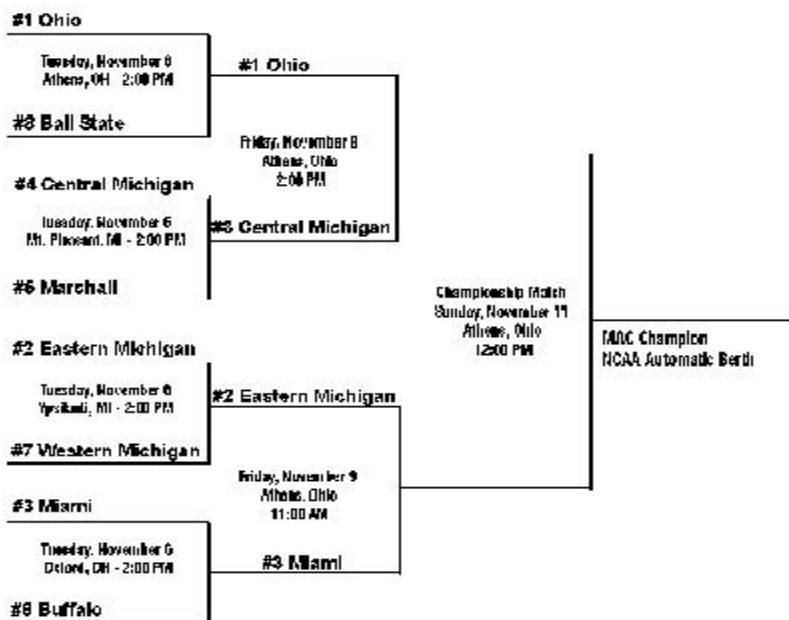 #1 Ohio
Tuesday, November 6
Athens, OH - 2:00 PM
#8 Ball State
#1 Ohio
Friday, November 9
Athens, Ohio
2:00 PM
#4 Central Michigan
Tuesday, November 6
Mt. Pleasant, MI - 2:00 PM
#5 Marshall
Central Michigan
#2 Eastern Michigan
Tuesday, November 6
Ypsilanti, MI - 2:00 PM
#7 Western Michigan
#2 Eastern Michigan
Friday, November 9
Athens, Ohio
11:00 AM
#3 Miami
Tuesday, November 6
Oxford, OH - 2:00 PM
#6 Buffalo
#3 Miami
Championship Match
Sunday, November 11
Athens, Ohio
12:00 PM
MAC Champion
NCAA Automatic Berth